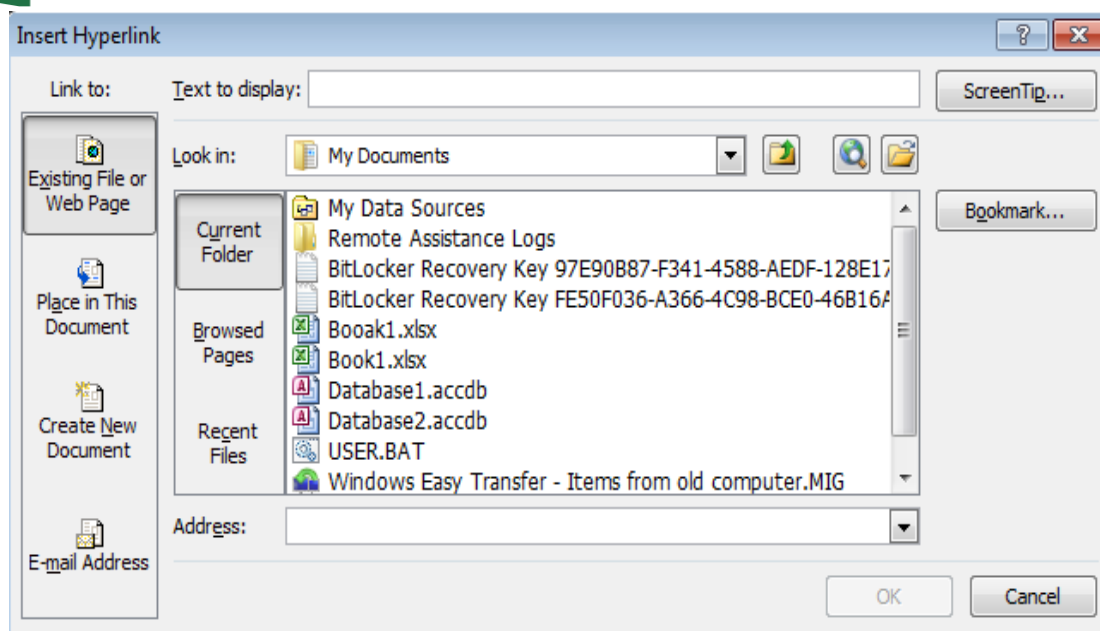 Insert Hyperlink
Link to:
Text to display:
ScreenTip...
Existing File or
Web Page
Look in:
My Documents
Place in This
Document
Create New
Document
E-mail Address
Current
Folder
Browsed
Pages
Recent
Files
My Data Sources
Remote Assistance Logs
BitLocker Recovery Key 97E90B87-F341-4588-AEDF-128E17
BitLocker Recovery Key FE50F036-A366-4C98-BCE0-46B16A
Booak1.xlsx
Book1.xlsx
Database1.accdb
Database2.accdb
USER.BAT
Windows Easy Transfer - Items from old computer.MIG
Bookmark...
Address:
OK
Cancel